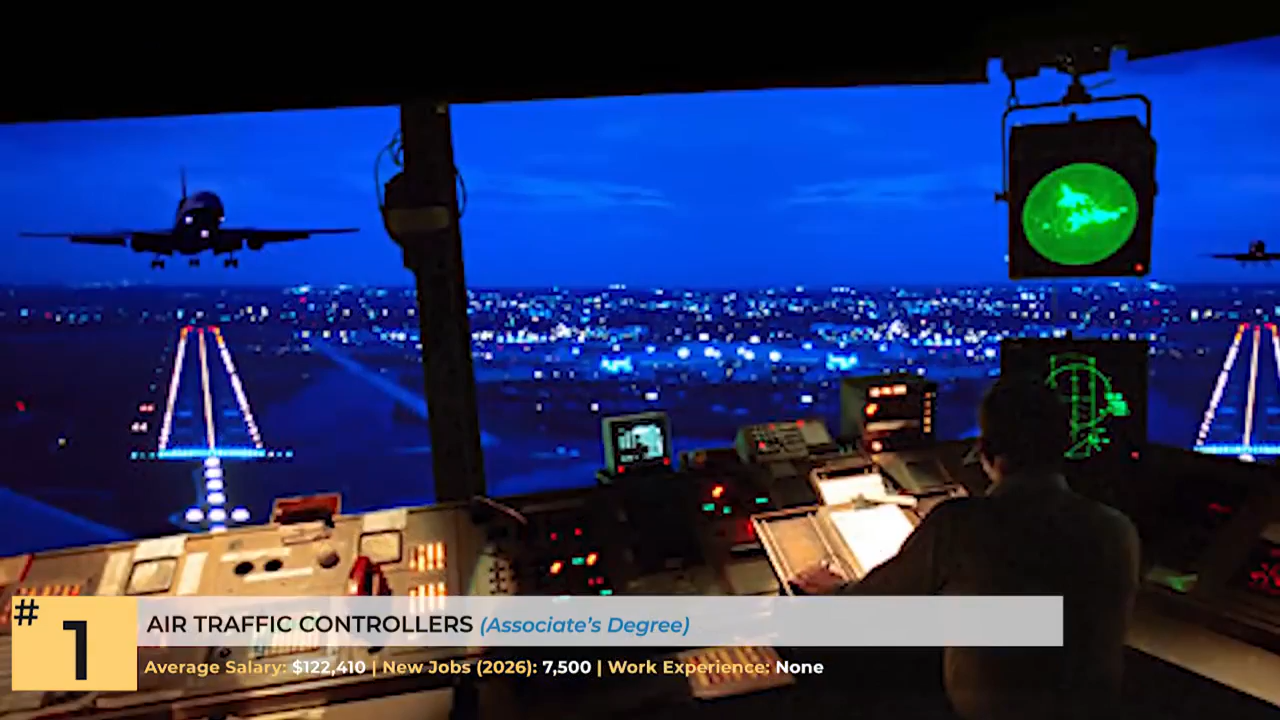 #1
AIR TRAFFIC CONTROLLERS (Associate's Degree)
Average Salary: $122,410 | New Jobs (2026): 7,500 | Work Experience: None